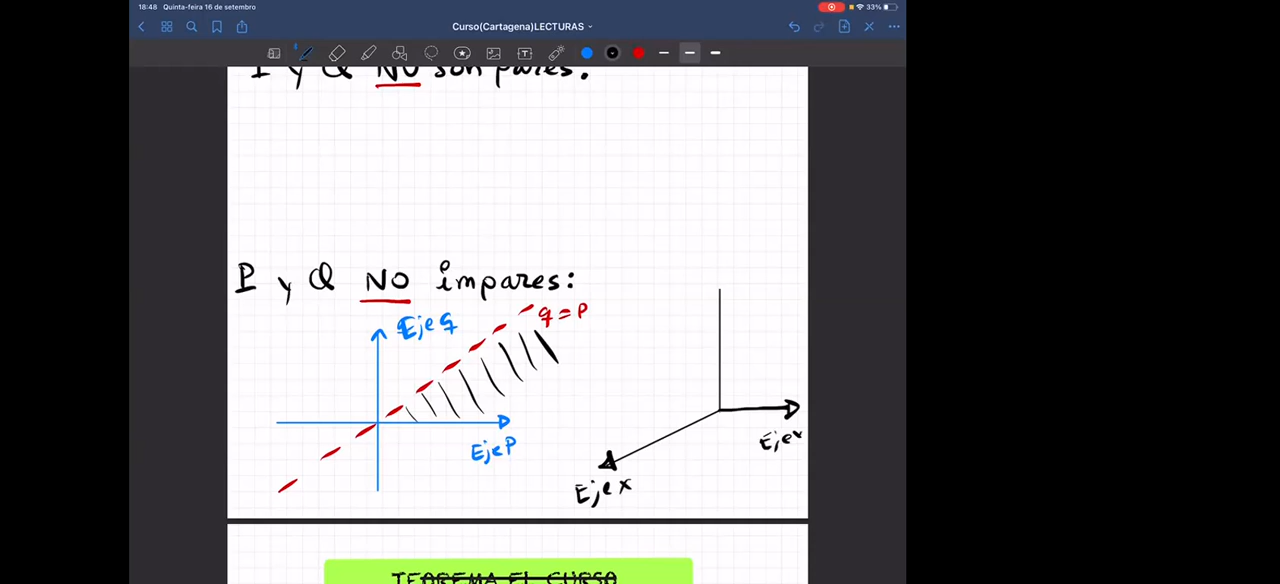 18:48 Quinta-feira 16 de setembro
33%
Curso(Cartagena)LECTURAS
P y Q NO son pares.
P y Q NO impares:
Eje q
q = P
Eje P
Eje x
TEOREMA EL CURSO